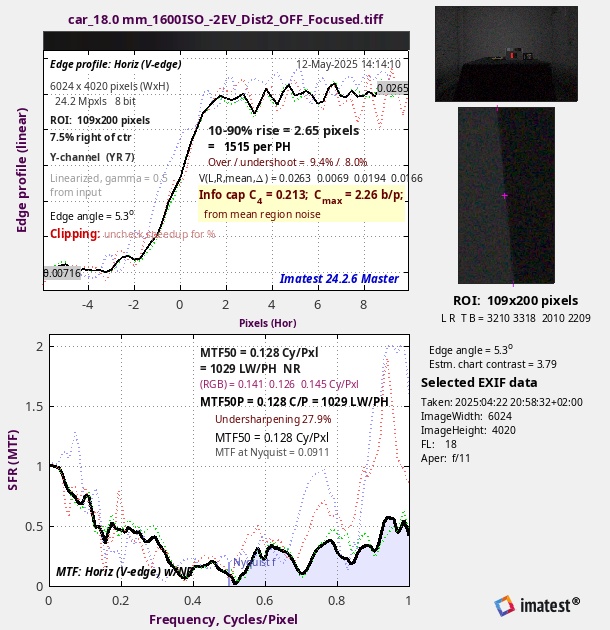 car_18.0 mm_1600ISO_-2EV_Dist2_OFF_Focused.tiff
Edge profile: Horiz (V-edge)
12-May-2025 14:14:10
6024 x 4020 pixels (WxH)
24.2 Mpxls   8 bit
0.0265
ROI:  109x200 pixels
7.5% right of ctr
Y-channel  (YR 7)
10-90% rise = 2.65 pixels
=   1515 per PH
Over / undershoot =  9.4% /  8.0%
Linearized, gamma = 0.5
from input
V(L,R,mean,Δ) = 0.0263  0.0069  0.0194  0.0166
Info cap C4 = 0.213;  Cmax = 2.26 b/p;
from mean region noise
Edge angle = 5.3o
Clipping: uncheck speedup for %
0.00716
Imatest 24.2.6 Master
Edge profile (linear)
-4 -2 0 2 4 6 8
Pixels (Hor)
ROI:  109x200 pixels
L R  T B = 3210 3318  2010 2209
Edge angle = 5.3o
Estm. chart contrast = 3.79
Selected EXIF data
Taken: 2025:04:22 20:58:32+02:00
ImageWidth:  6024
ImageHeight:  4020
FL:   18
Aper:  f/11
MTF50 = 0.128 Cy/Pxl
= 1029 LW/PH  NR
(RGB) = 0.141  0.126  0.145 Cy/Pxl
MTF50P = 0.128 C/P = 1029 LW/PH
Undersharpening 27.9%
MTF50 = 0.128 Cy/Pxl
MTF at Nyquist = 0.0911
2
1.5
1
0.5
0
SFR (MTF)
Nyquist f
MTF: Horiz (V-edge) w/NR
0 0.2 0.4 0.6 0.8 1
Frequency, Cycles/Pixel
imatest®